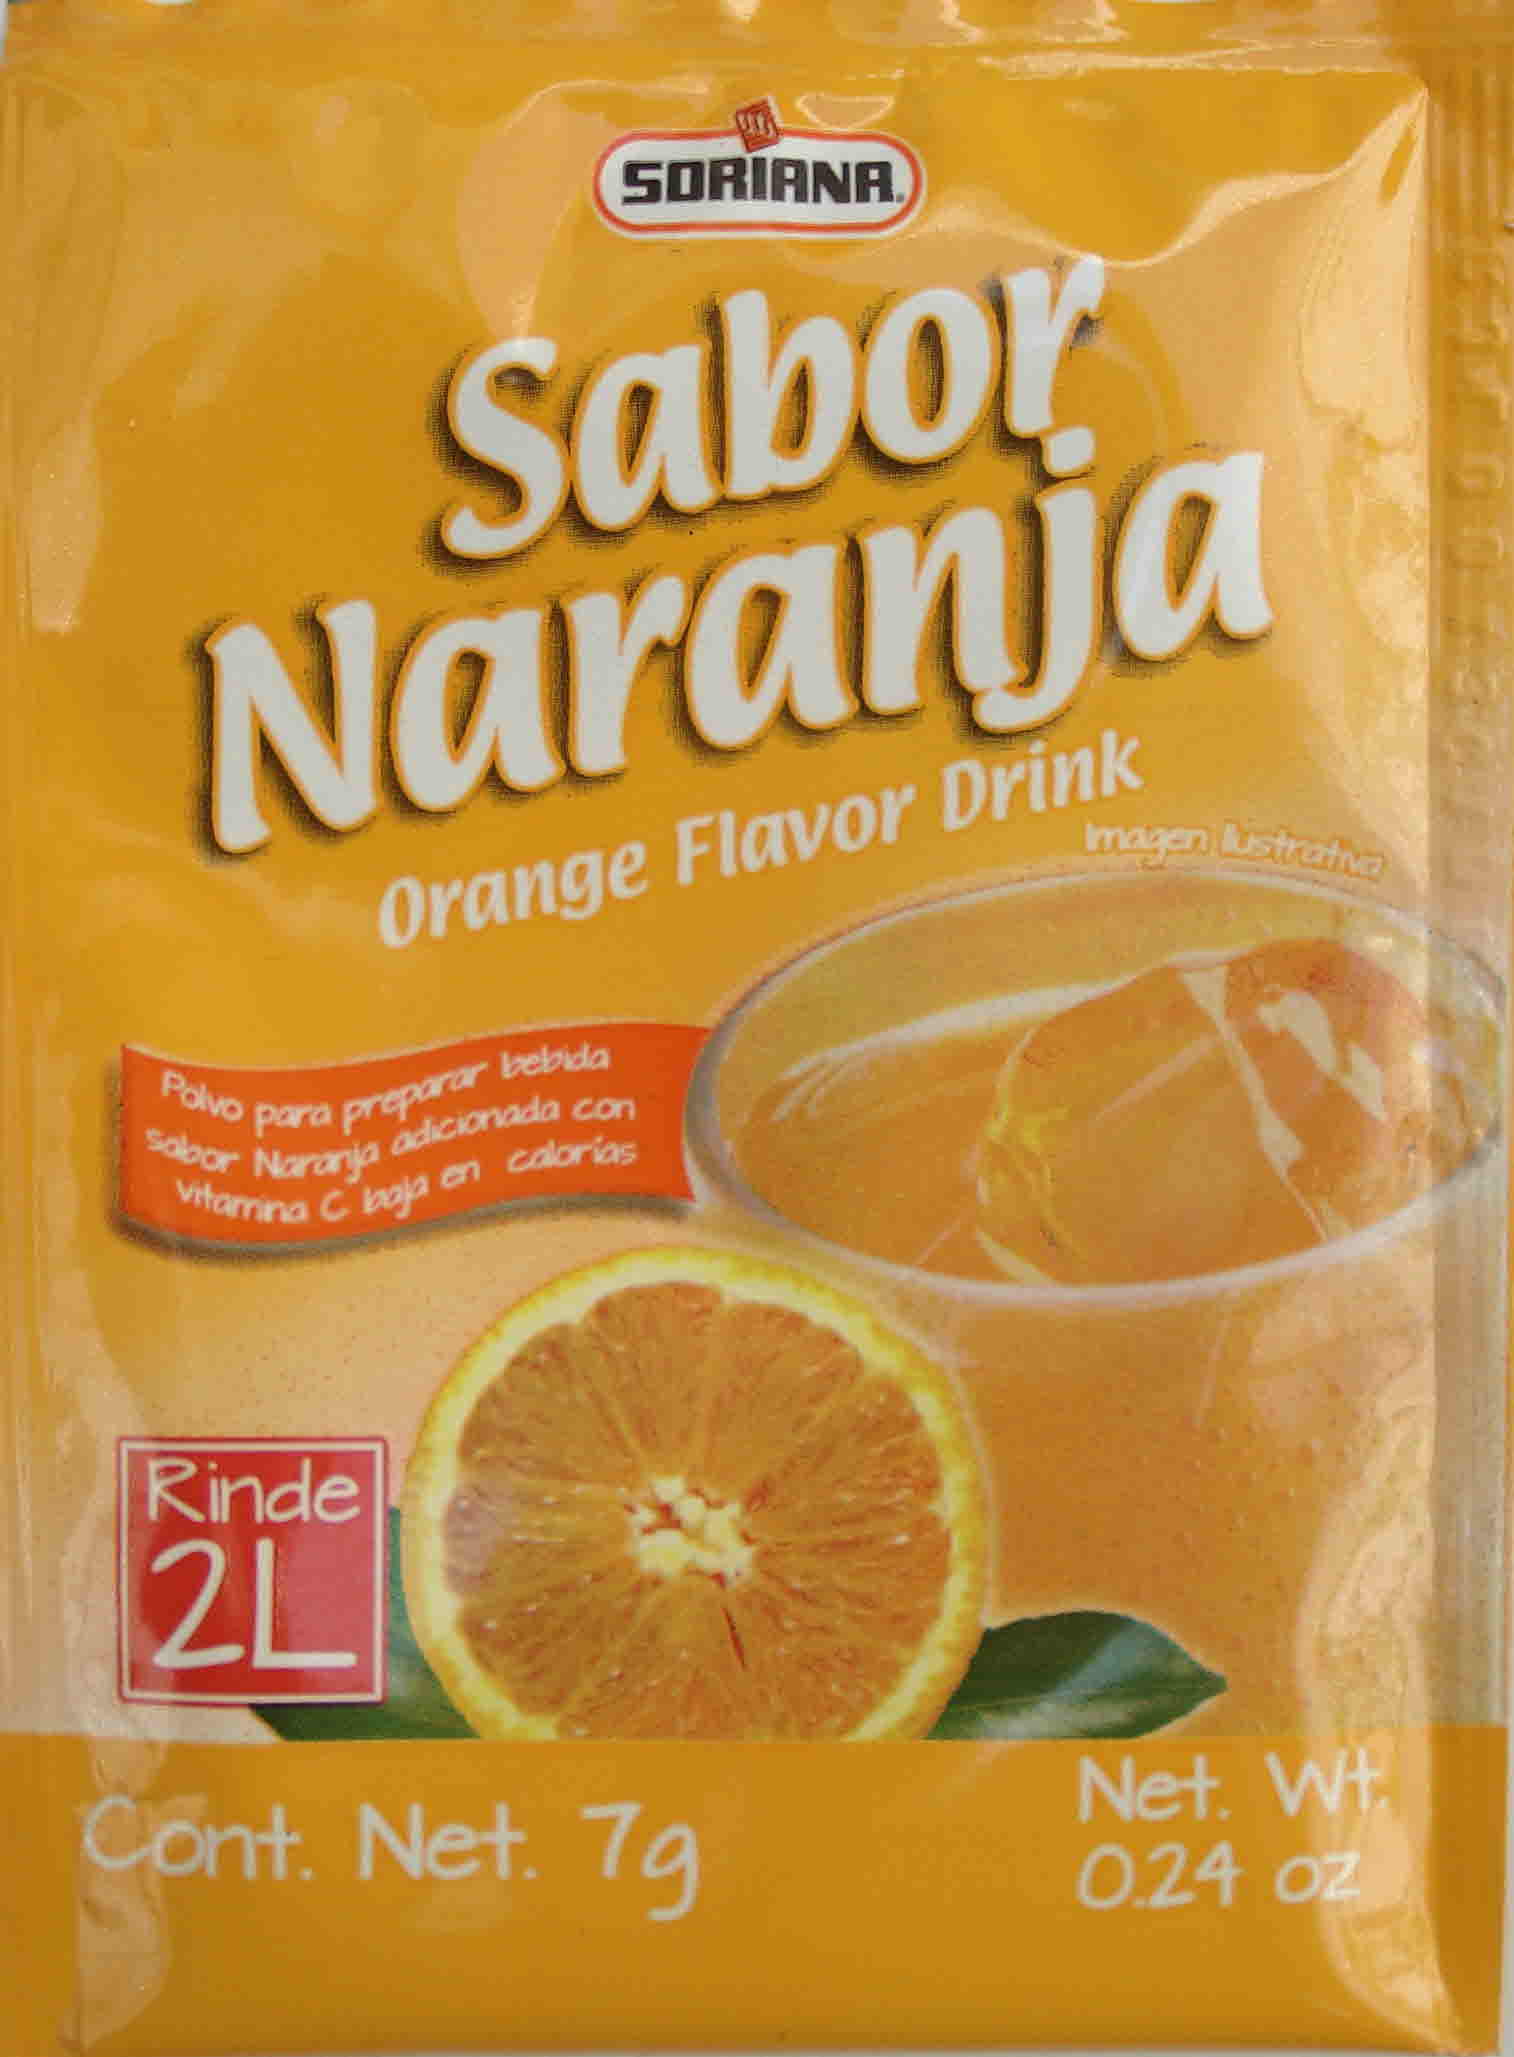 SORIANA
Sabor
Naranja
Orange Flavor Drink
Imagen Ilustrativa
Polvo para preparar bebida
sabor Naranja adicionada con
vitamina C baja en calorías
Rinde
2L
Cont. Net. 7g
Net. Wt.
0.24 oz